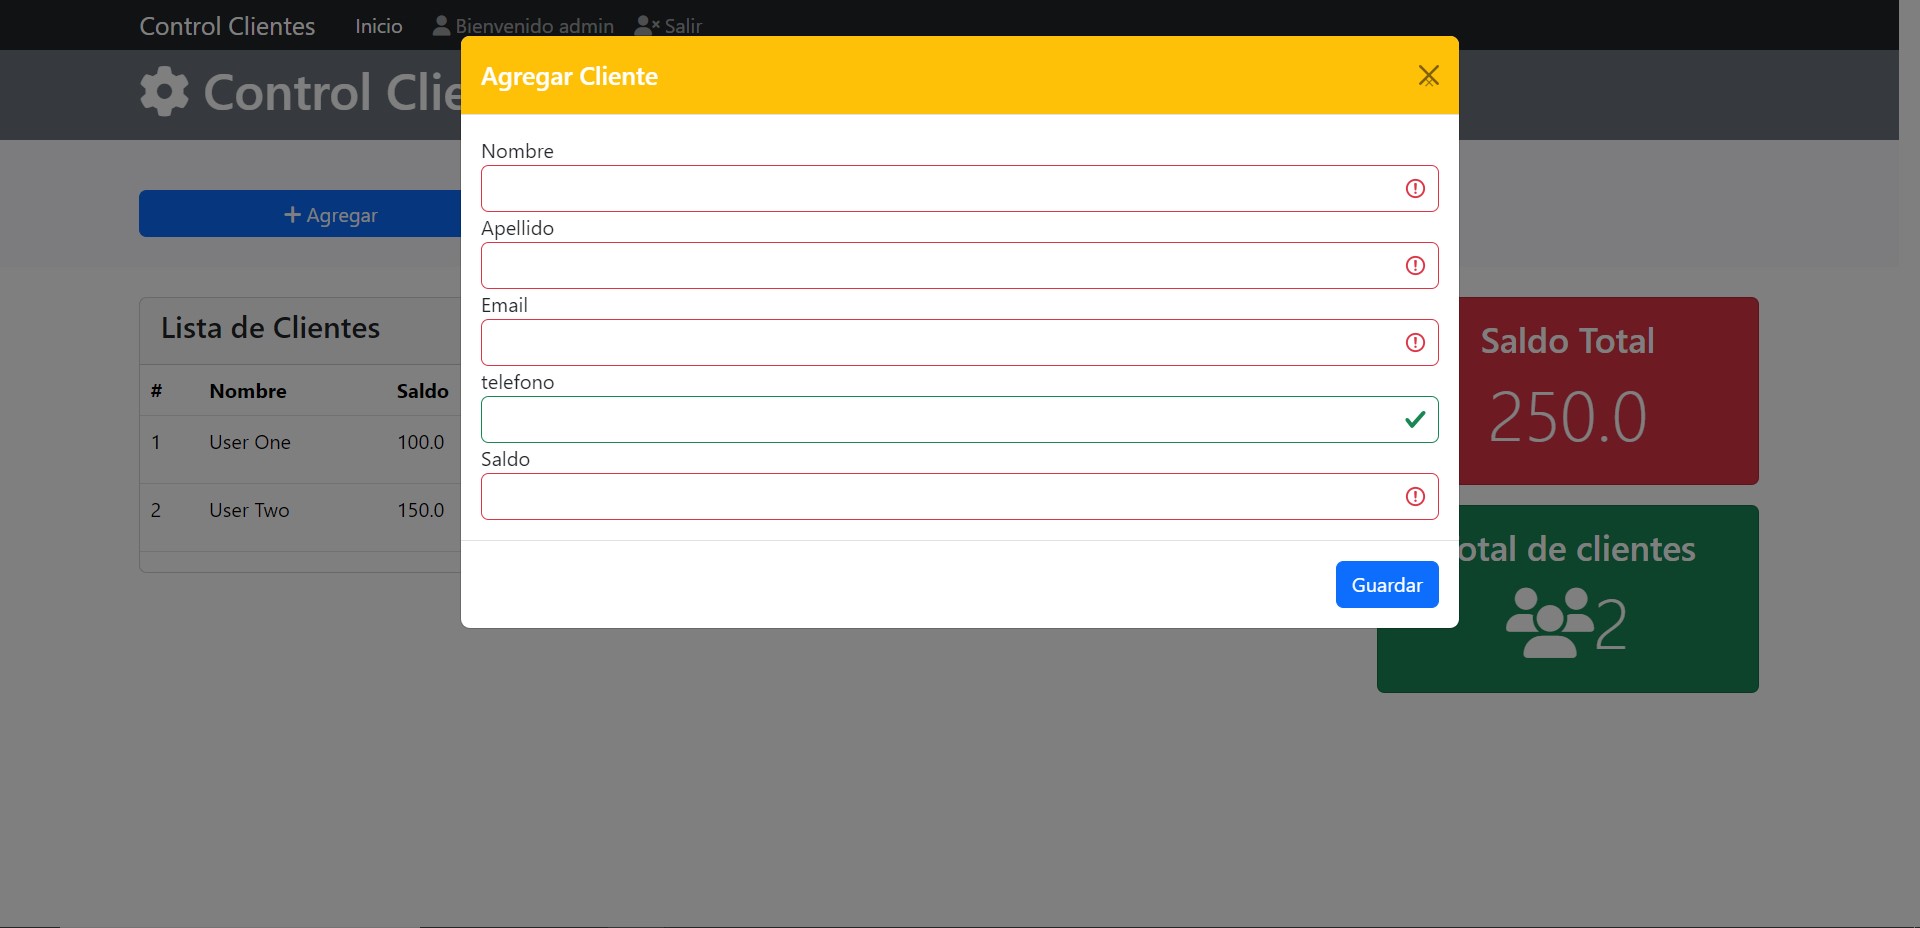 Control Clientes Inicio Bienvenido admin Salir
Control Clie
Agregar Cliente
Agregar
Nombre
Apellido
Email
telefono
Saldo
Guardar
Lista de Clientes
# Nombre Saldo
1 User One 100.0
2 User Two 150.0
Saldo Total
250.0
otal de clientes
2